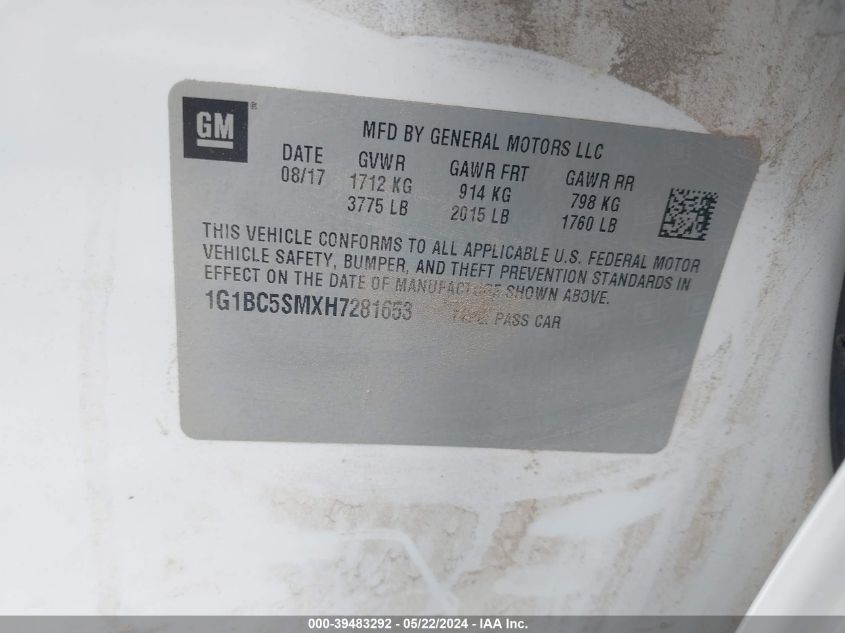 GM ®
MFD BY GENERAL MOTORS LLC
DATE GVWR GAWR FRT GAWR RR
08/17 1712 KG 914 KG 798 KG
3775 LB 2015 LB 1760 LB
THIS VEHICLE CONFORMS TO ALL APPLICABLE U.S. FEDERAL MOTOR
VEHICLE SAFETY, BUMPER, AND THEFT PREVENTION STANDARDS IN
EFFECT ON THE DATE OF MANUFACTURE SHOWN ABOVE.
1G1BC5SMXH7281653 TYPE: PASS CAR
000-39483292 - 05/22/2024 - IAA Inc.